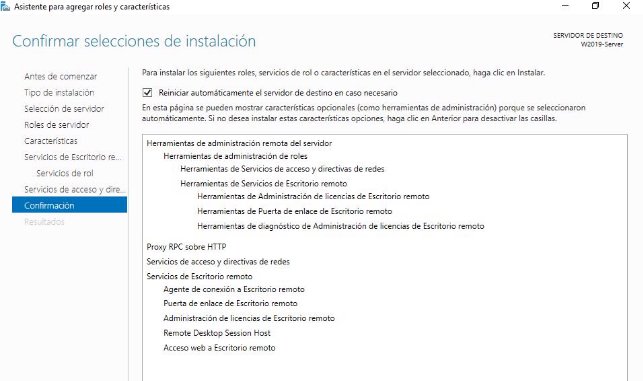 Asistente para agregar roles y características
Confirmar selecciones de instalación
SERVIDOR DE DESTINO
W2019-Server
Antes de comenzar
Tipo de instalación
Selección de servidor
Roles de servidor
Características
Servicios de Escritorio re...
Servicios de rol
Servicios de acceso y dire...
Confirmación
Resultados
Para instalar los siguientes roles, servicios de rol o características en el servidor seleccionado, haga clic en Instalar.
Reiniciar automáticamente el servidor de destino en caso necesario
En esta página se pueden mostrar características opcionales (como herramientas de administración) porque se seleccionaron
automáticamente. Si no desea instalar estas características opciones, haga clic en Anterior para desactivar las casillas.
Herramientas de administración remota del servidor
Herramientas de administración de roles
Herramientas de Servicios de acceso y directivas de redes
Herramientas de Servicios de Escritorio remoto
Herramientas de Administración de licencias de Escritorio remoto
Herramientas de Puerta de enlace de Escritorio remoto
Herramientas de diagnóstico de Administración de licencias de Escritorio remoto
Proxy RPC sobre HTTP
Servicios de acceso y directivas de redes
Servicios de Escritorio remoto
Agente de conexión a Escritorio remoto
Puerta de enlace de Escritorio remoto
Administración de licencias de Escritorio remoto
Remote Desktop Session Host
Acceso web a Escritorio remoto